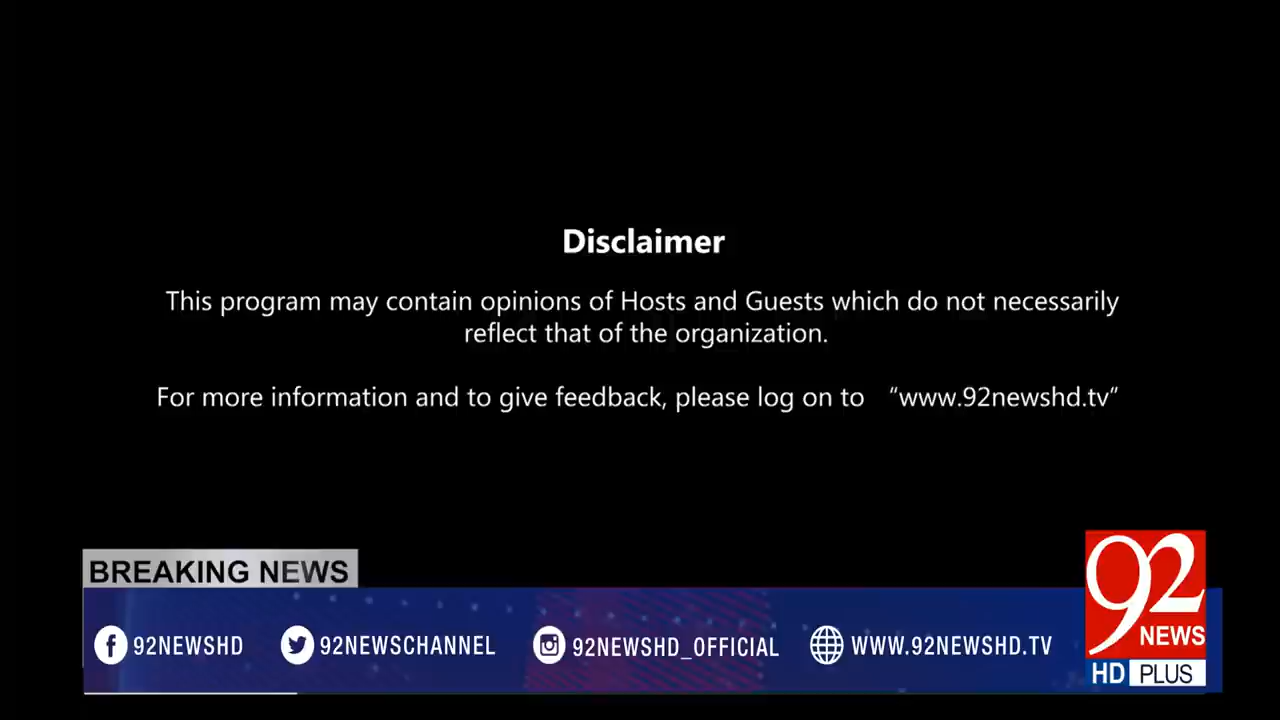 Disclaimer
This program may contain opinions of Hosts and Guests which do not necessarily
reflect that of the organization.
For more information and to give feedback, please log on to “www.92newshd.tv”
BREAKING NEWS
92NEWSHD
92NEWSCHANNEL
92NEWSHD_OFFICIAL
WWW.92NEWSHD.TV
92
NEWS
HD PLUS